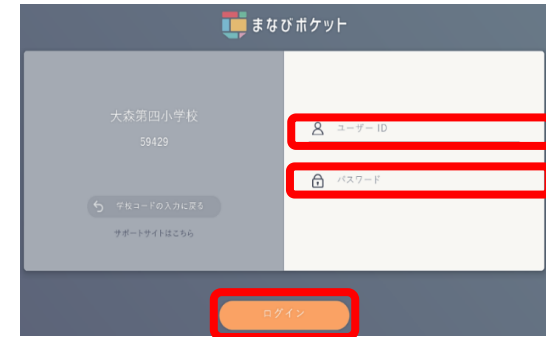 まなびポケット
大森第四小学校
59429
学校コードの入力に戻る
サポートサイトはこちら
ユーザー ID
パスワード
ログイン